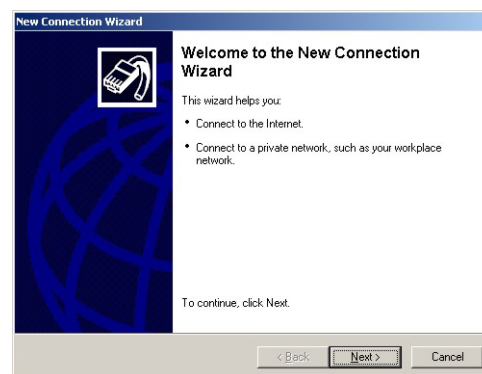 New Connection Wizard
Welcome to the New Connection
Wizard
This wizard helps you:
• Connect to the Internet.
• Connect to a private network, such as your workplace
network.
To continue, click Next.
< Back Next > Cancel